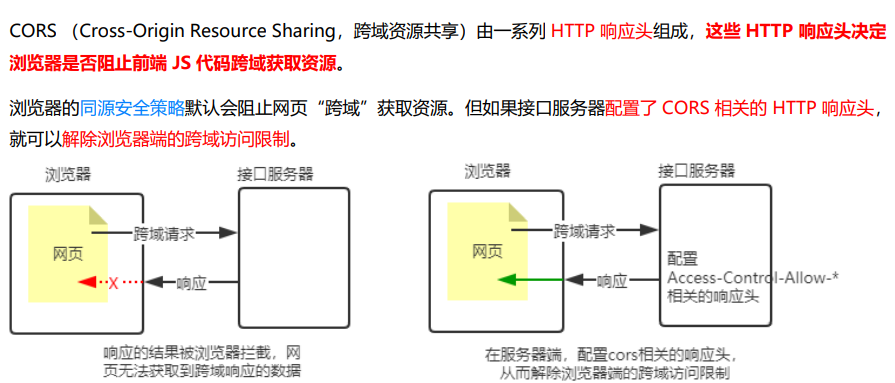 CORS （Cross-Origin Resource Sharing，跨域资源共享）由一系列 HTTP 响应头组成，这些 HTTP 响应头决定
浏览器是否阻止前端 JS 代码跨域获取资源。
浏览器的同源安全策略默认会阻止网页“跨域”获取资源。但如果接口服务器配置了 CORS 相关的 HTTP 响应头，
就可以解除浏览器端的跨域访问限制。
浏览器
接口服务器
跨域请求
网页
X
响应
响应的结果被浏览器拦截，网
页无法获取到跨域响应的数据
浏览器
接口服务器
跨域请求
网页
响应
配置
Access-Control-Allow-*
相关的响应头
在服务器端，配置cors相关的响应头，
从而解除浏览器端的跨域访问限制